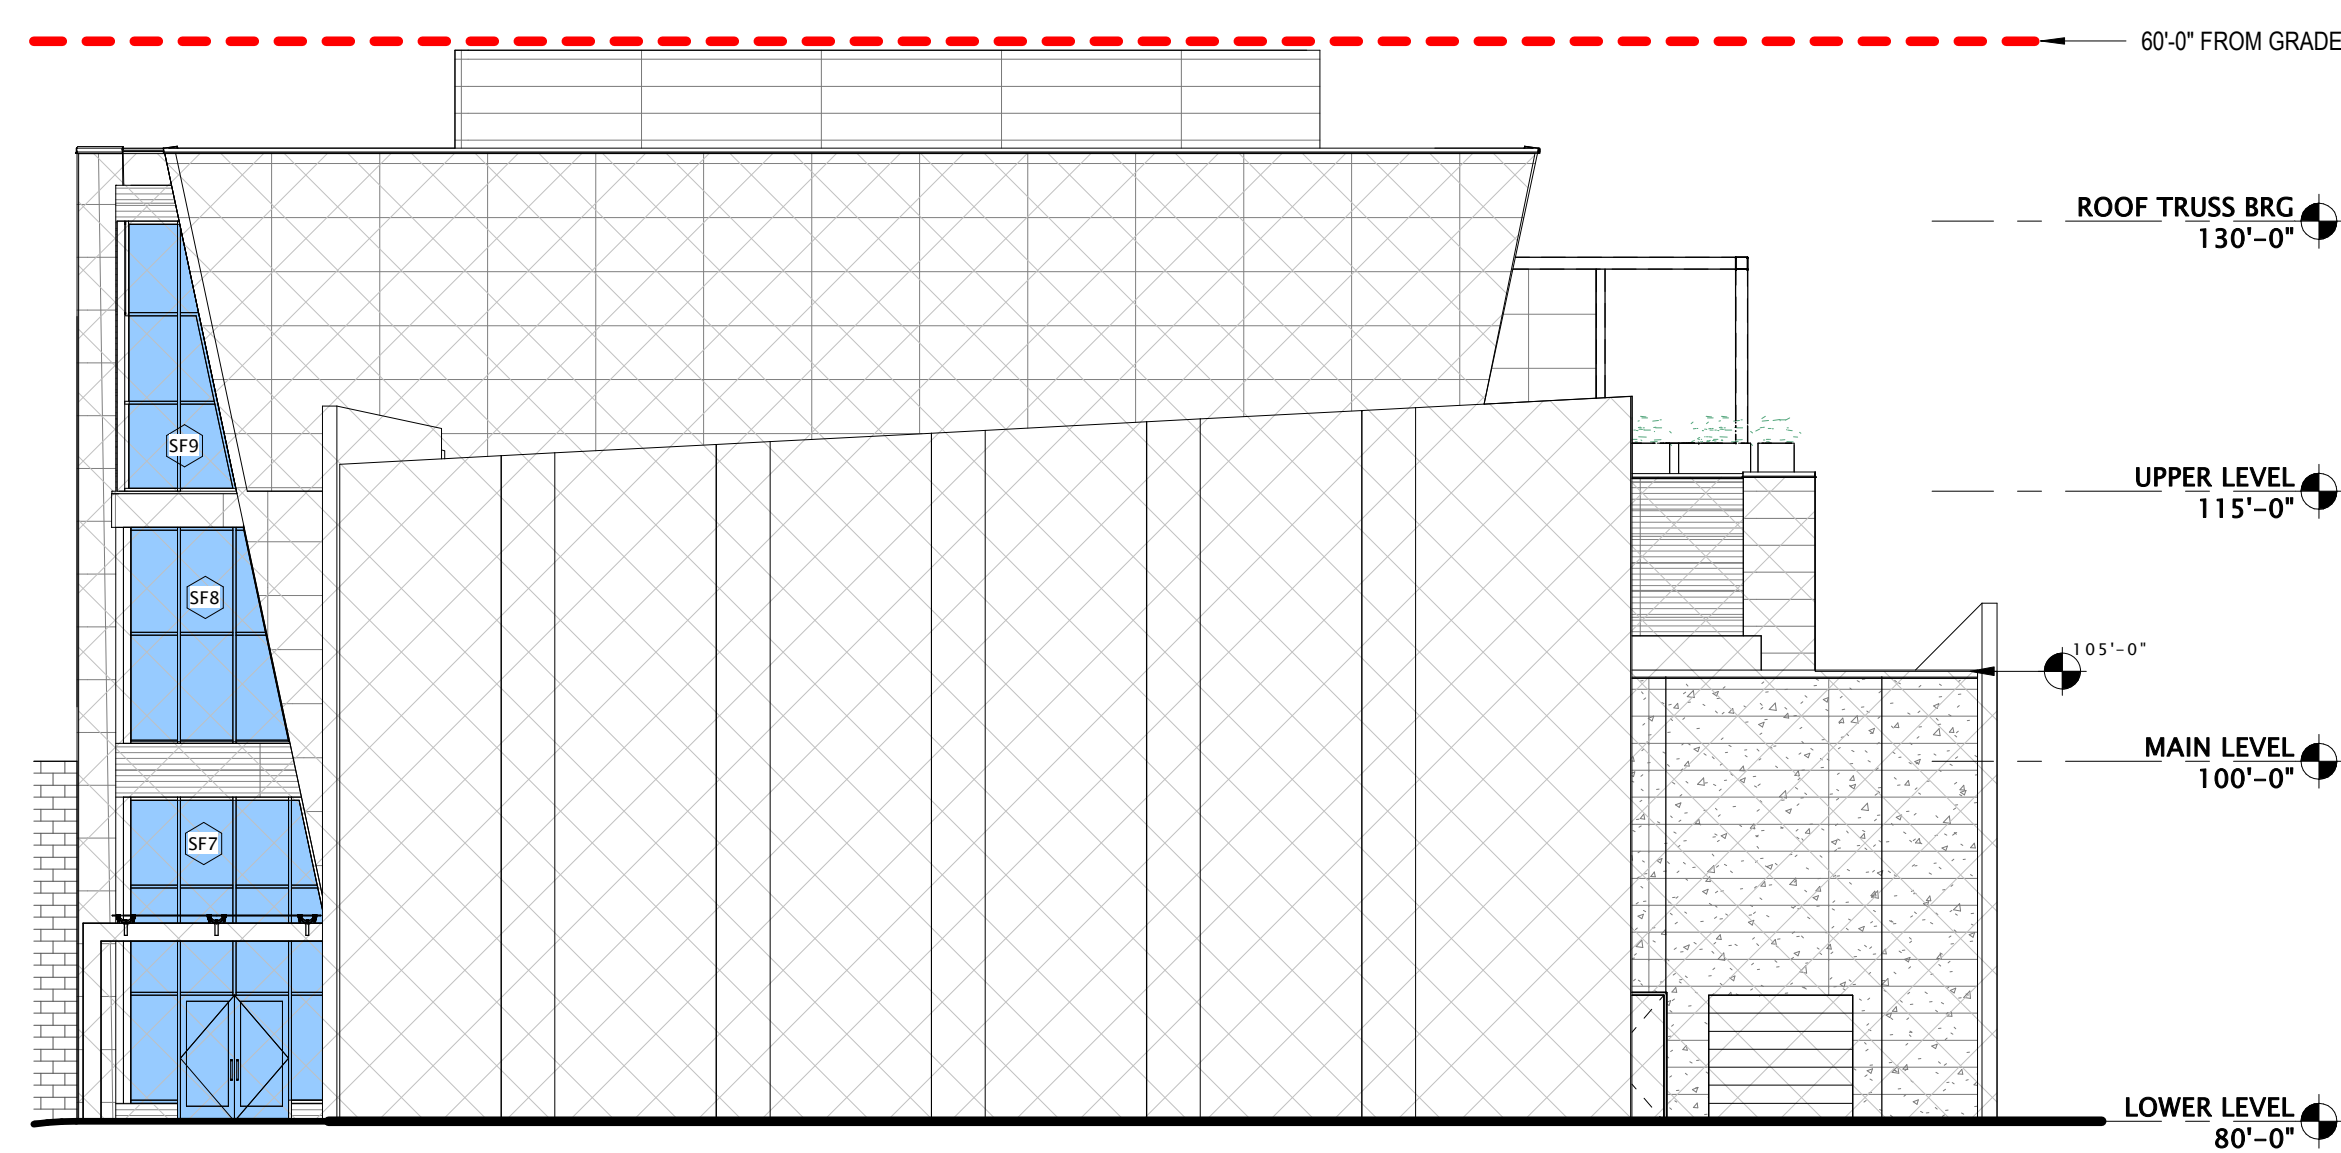 60'-0" FROM GRADE
ROOF TRUSS BRG
130'-0"
SF9
UPPER LEVEL
115'-0"
SF8
105'-0"
MAIN LEVEL
100'-0"
SF7
LOWER LEVEL
80'-0"